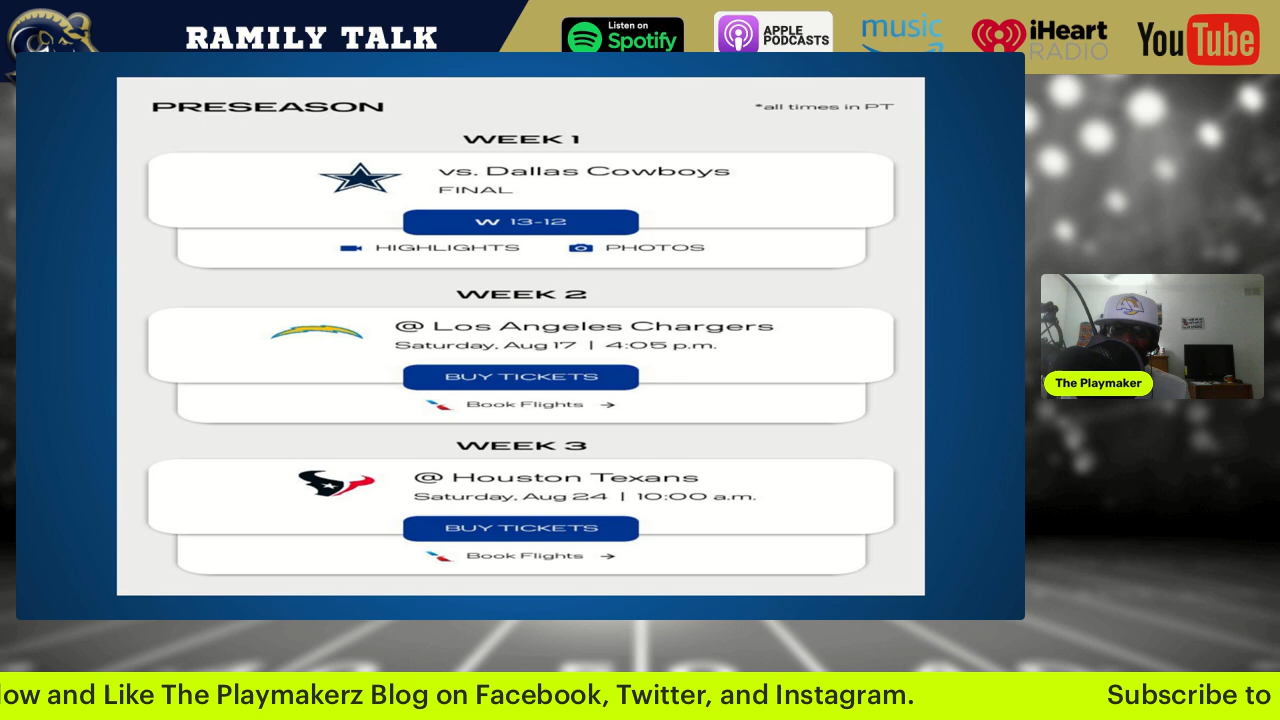 RAMILY TALK
Listen on
Spotify
APPLE
PODCASTS
music
iHeart
RADIO
YouTube
PRESEASON
*all times in PT
WEEK 1
vs. Dallas Cowboys
FINAL
W 13-12
HIGHLIGHTS
PHOTOS
WEEK 2
@ Los Angeles Chargers
Saturday, Aug 17 | 4:05 p.m.
BUY TICKETS
Book Flights →
WEEK 3
@ Houston Texans
Saturday, Aug 24 | 10:00 a.m.
BUY TICKETS
Book Flights →
The Playmaker
low and Like The Playmakerz Blog on Facebook, Twitter, and Instagram.
Subscribe to